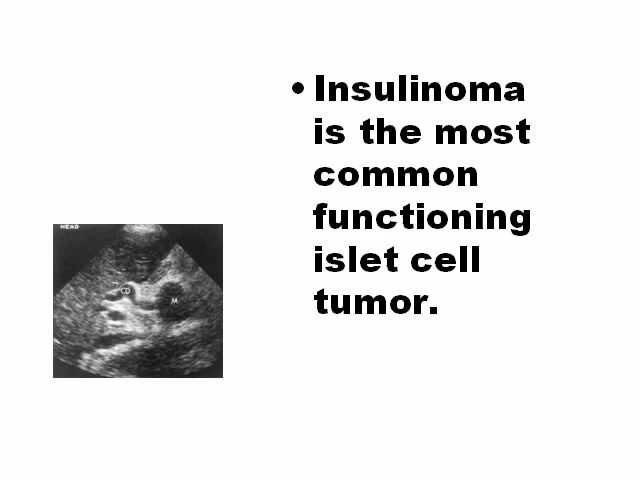 • Insulinoma
is the most
common
functioning
islet cell
tumor.
HEAD
CD
M